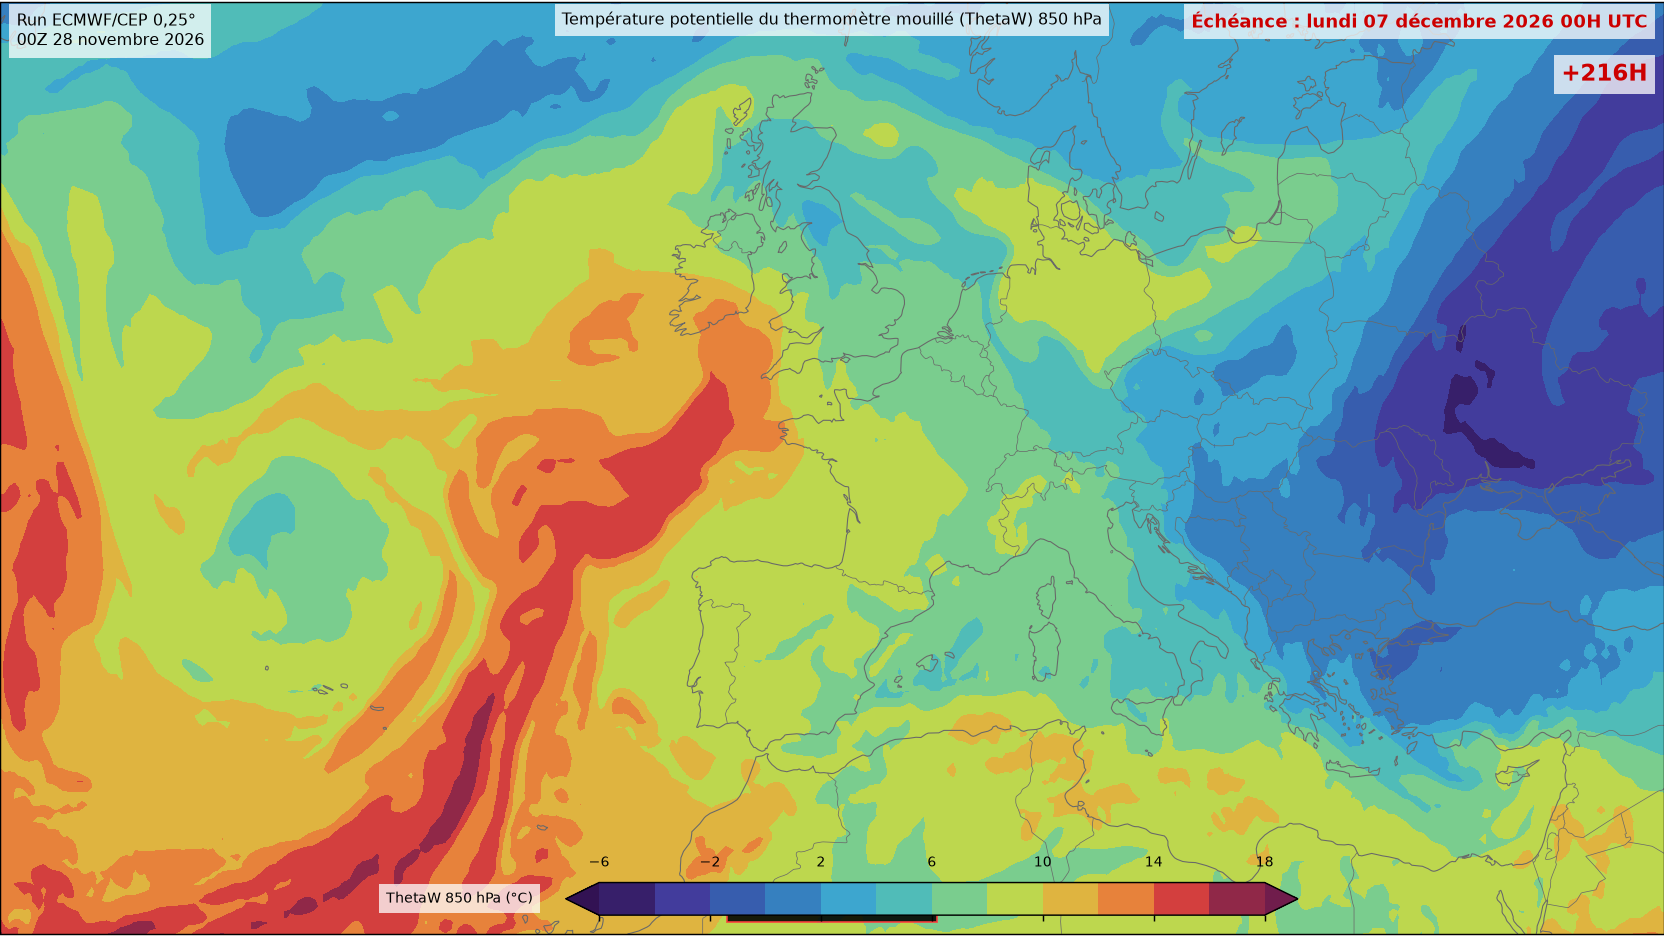 Run ECMWF/CEP 0,25°
00Z 28 novembre 2026
Température potentielle du thermomètre mouillé (ThetaW) 850 hPa
Échéance : lundi 07 décembre 2026 00H UTC
+216H
−6 −2 2 6 10 14 18
ThetaW 850 hPa (°C)